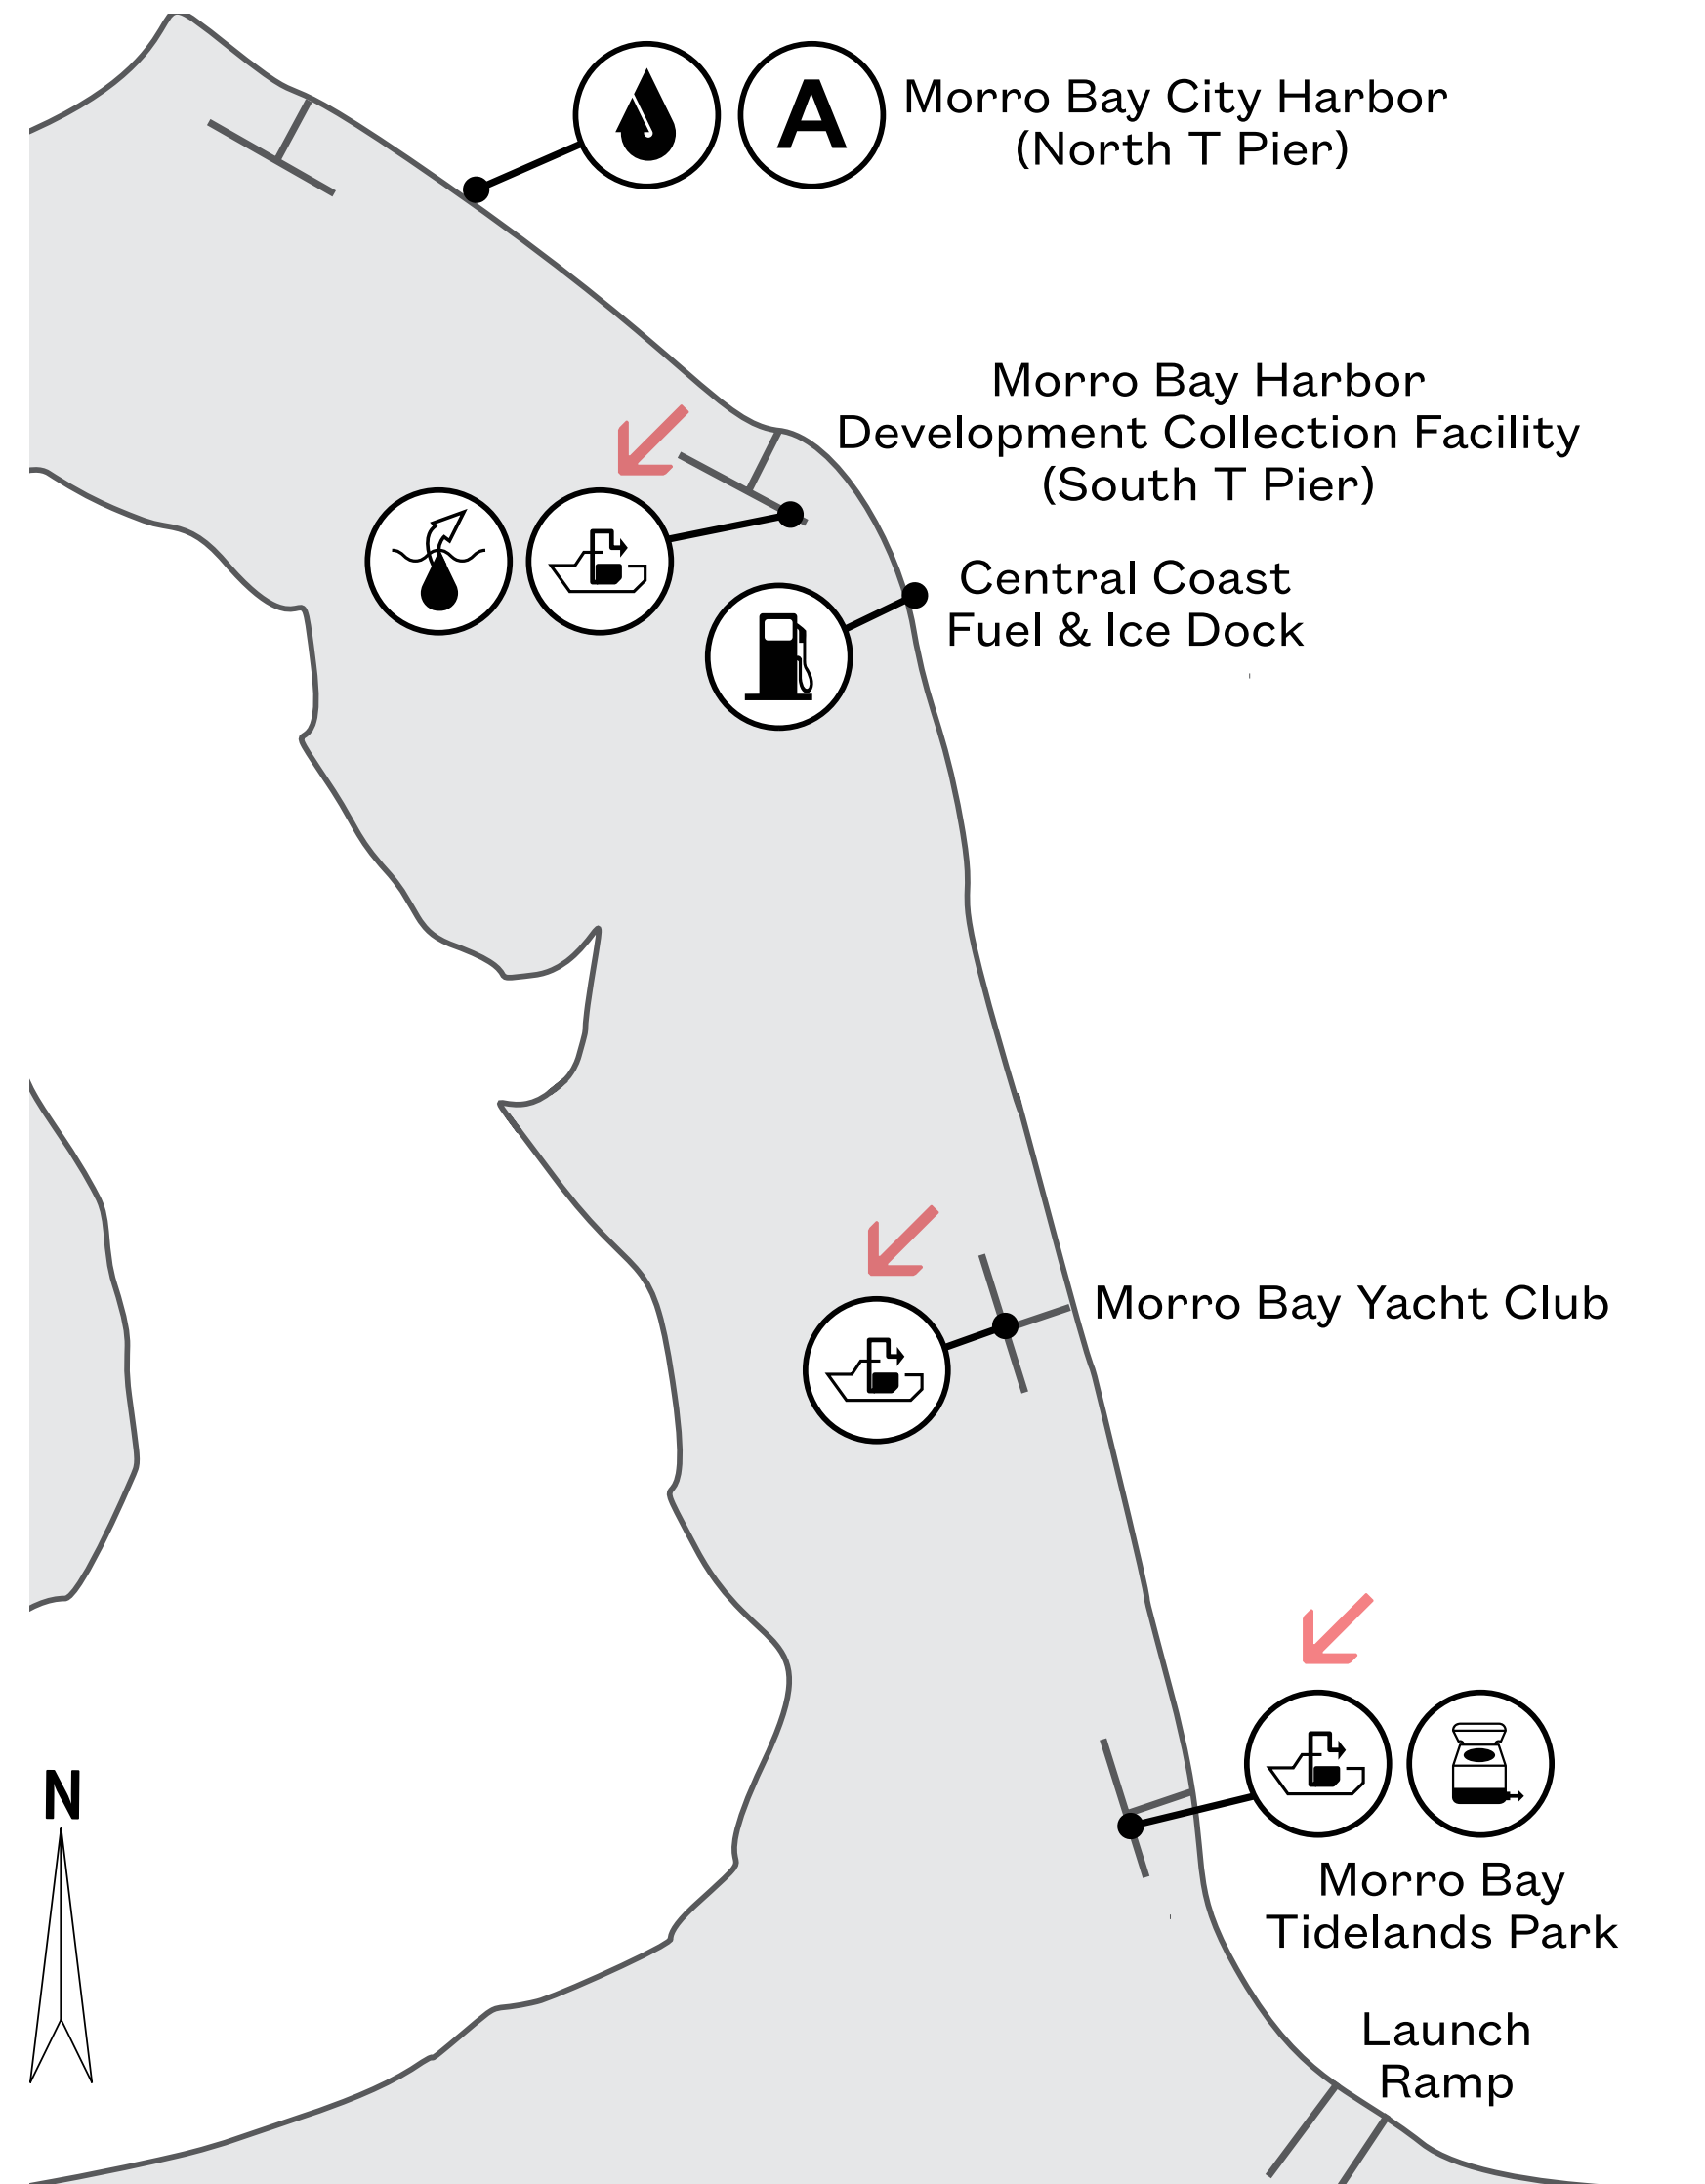 A
Morro Bay City Harbor
(North T Pier)
Morro Bay Harbor
Development Collection Facility
(South T Pier)
Central Coast
Fuel & Ice Dock
Morro Bay Yacht Club
Morro Bay
Tidelands Park
Launch
Ramp
N